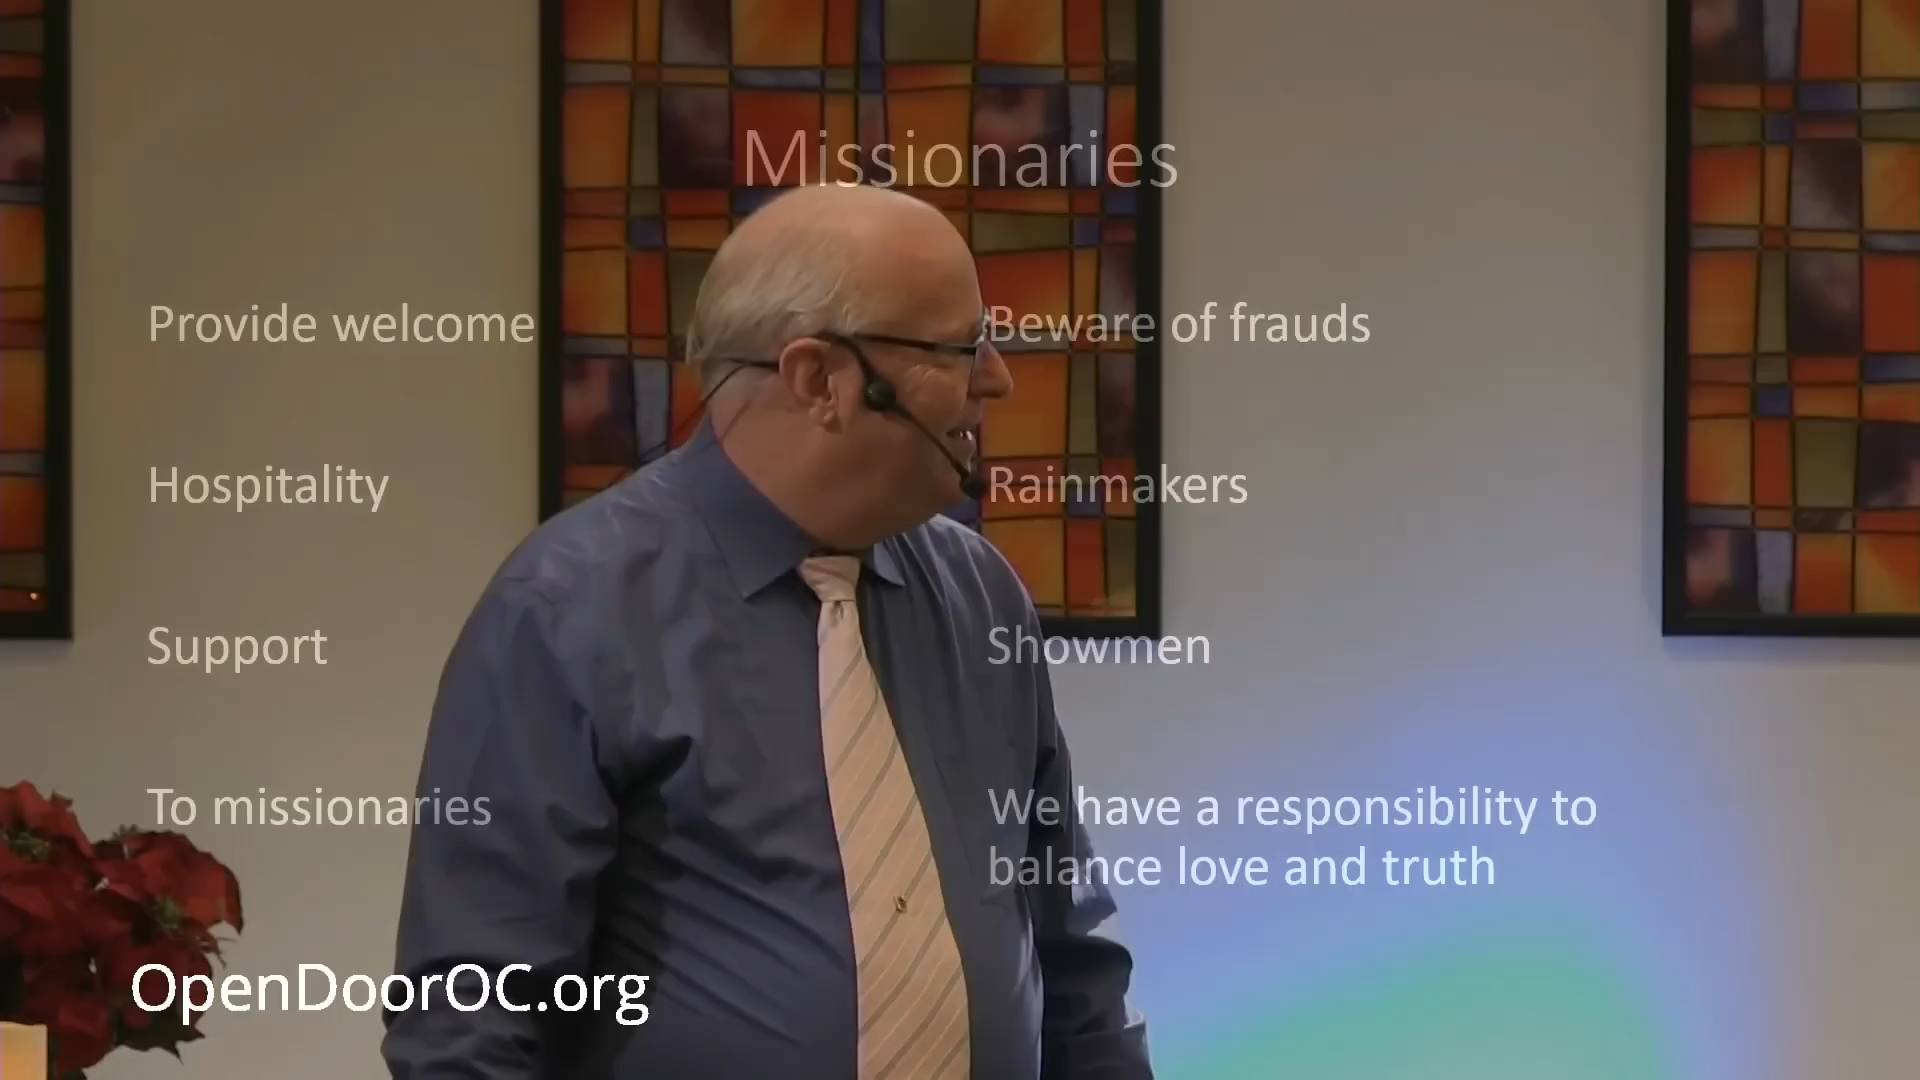 Missionaries
Provide welcome
Hospitality
Support
To missionaries
Beware of frauds
Rainmakers
Showmen
We have a responsibility to
balance love and truth
OpenDoorOC.org